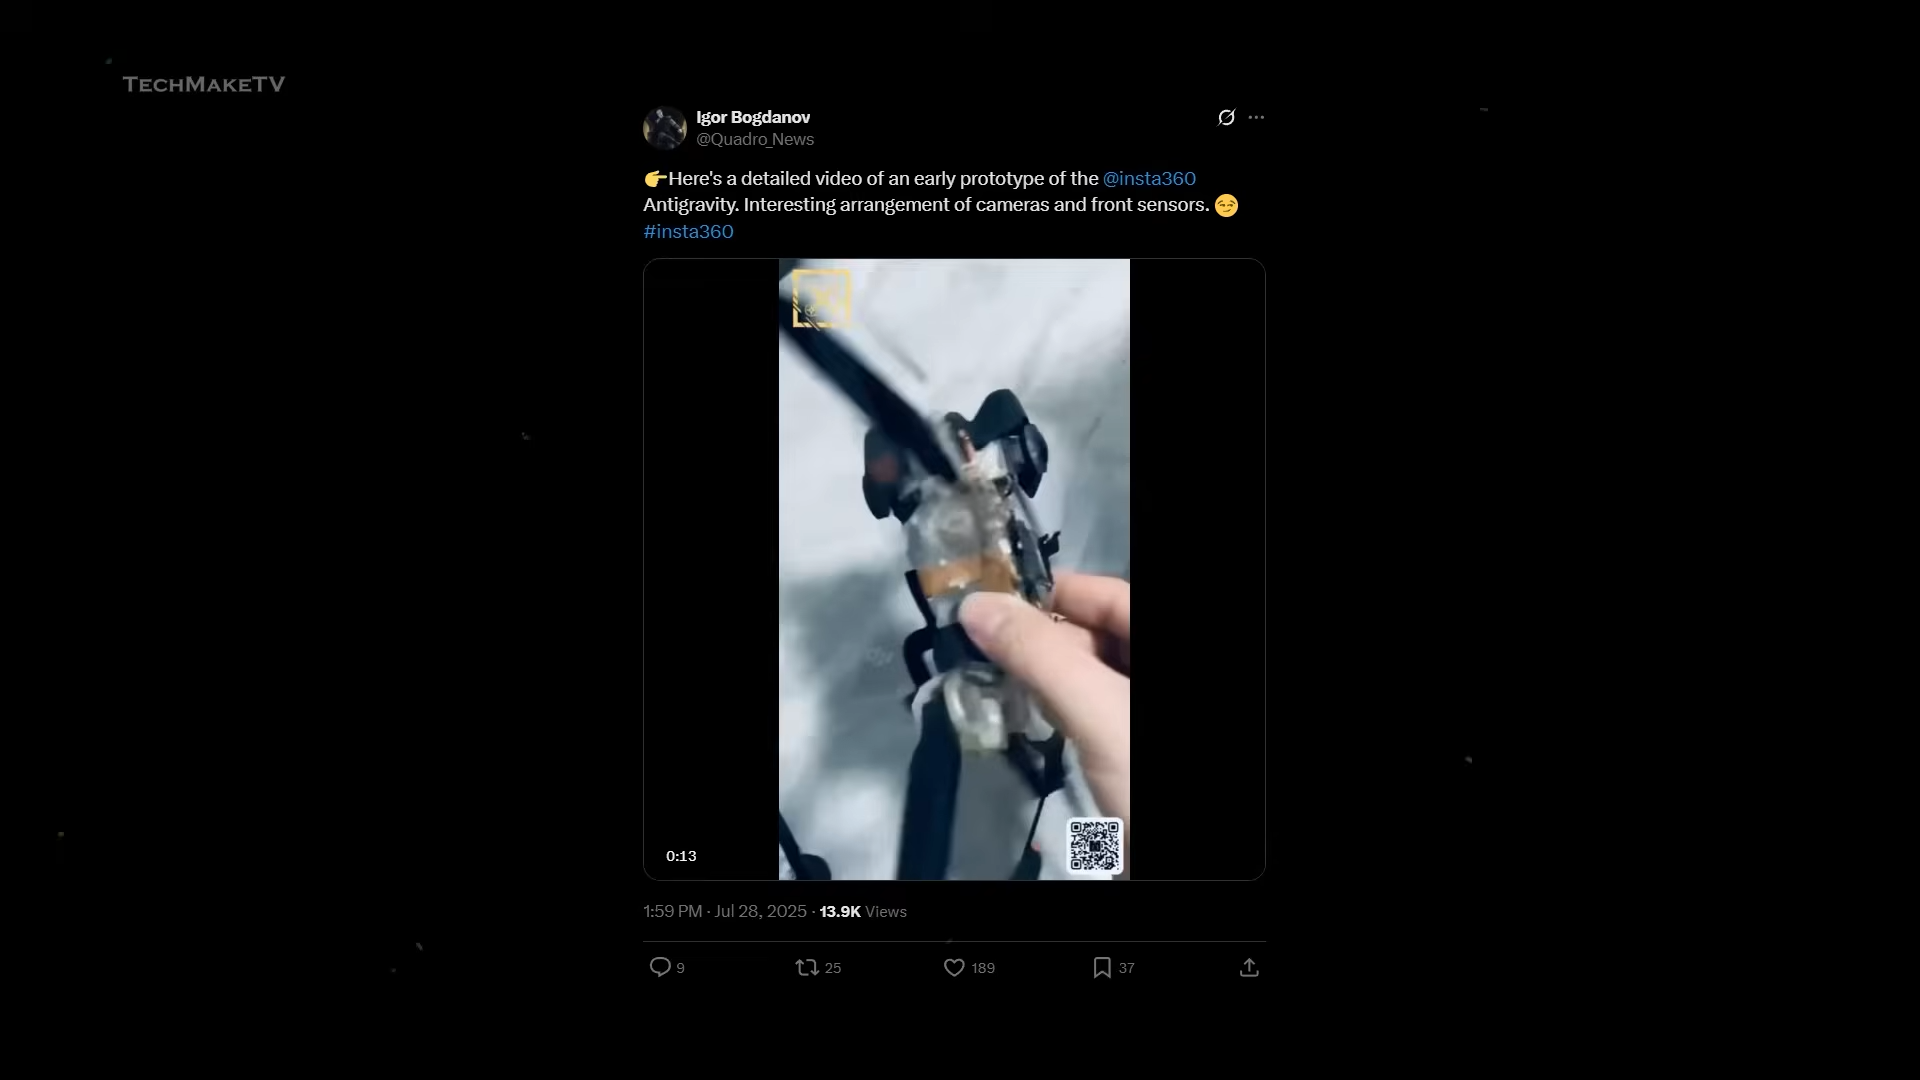 TECHMAKETV
Igor Bogdanov
@Quadro_News
👉Here's a detailed video of an early prototype of the @insta360
Antigravity. Interesting arrangement of cameras and front sensors. 😏
#insta360
dji
0:13
1:59 PM · Jul 28, 2025 · 13.9K Views
9
25
189
37